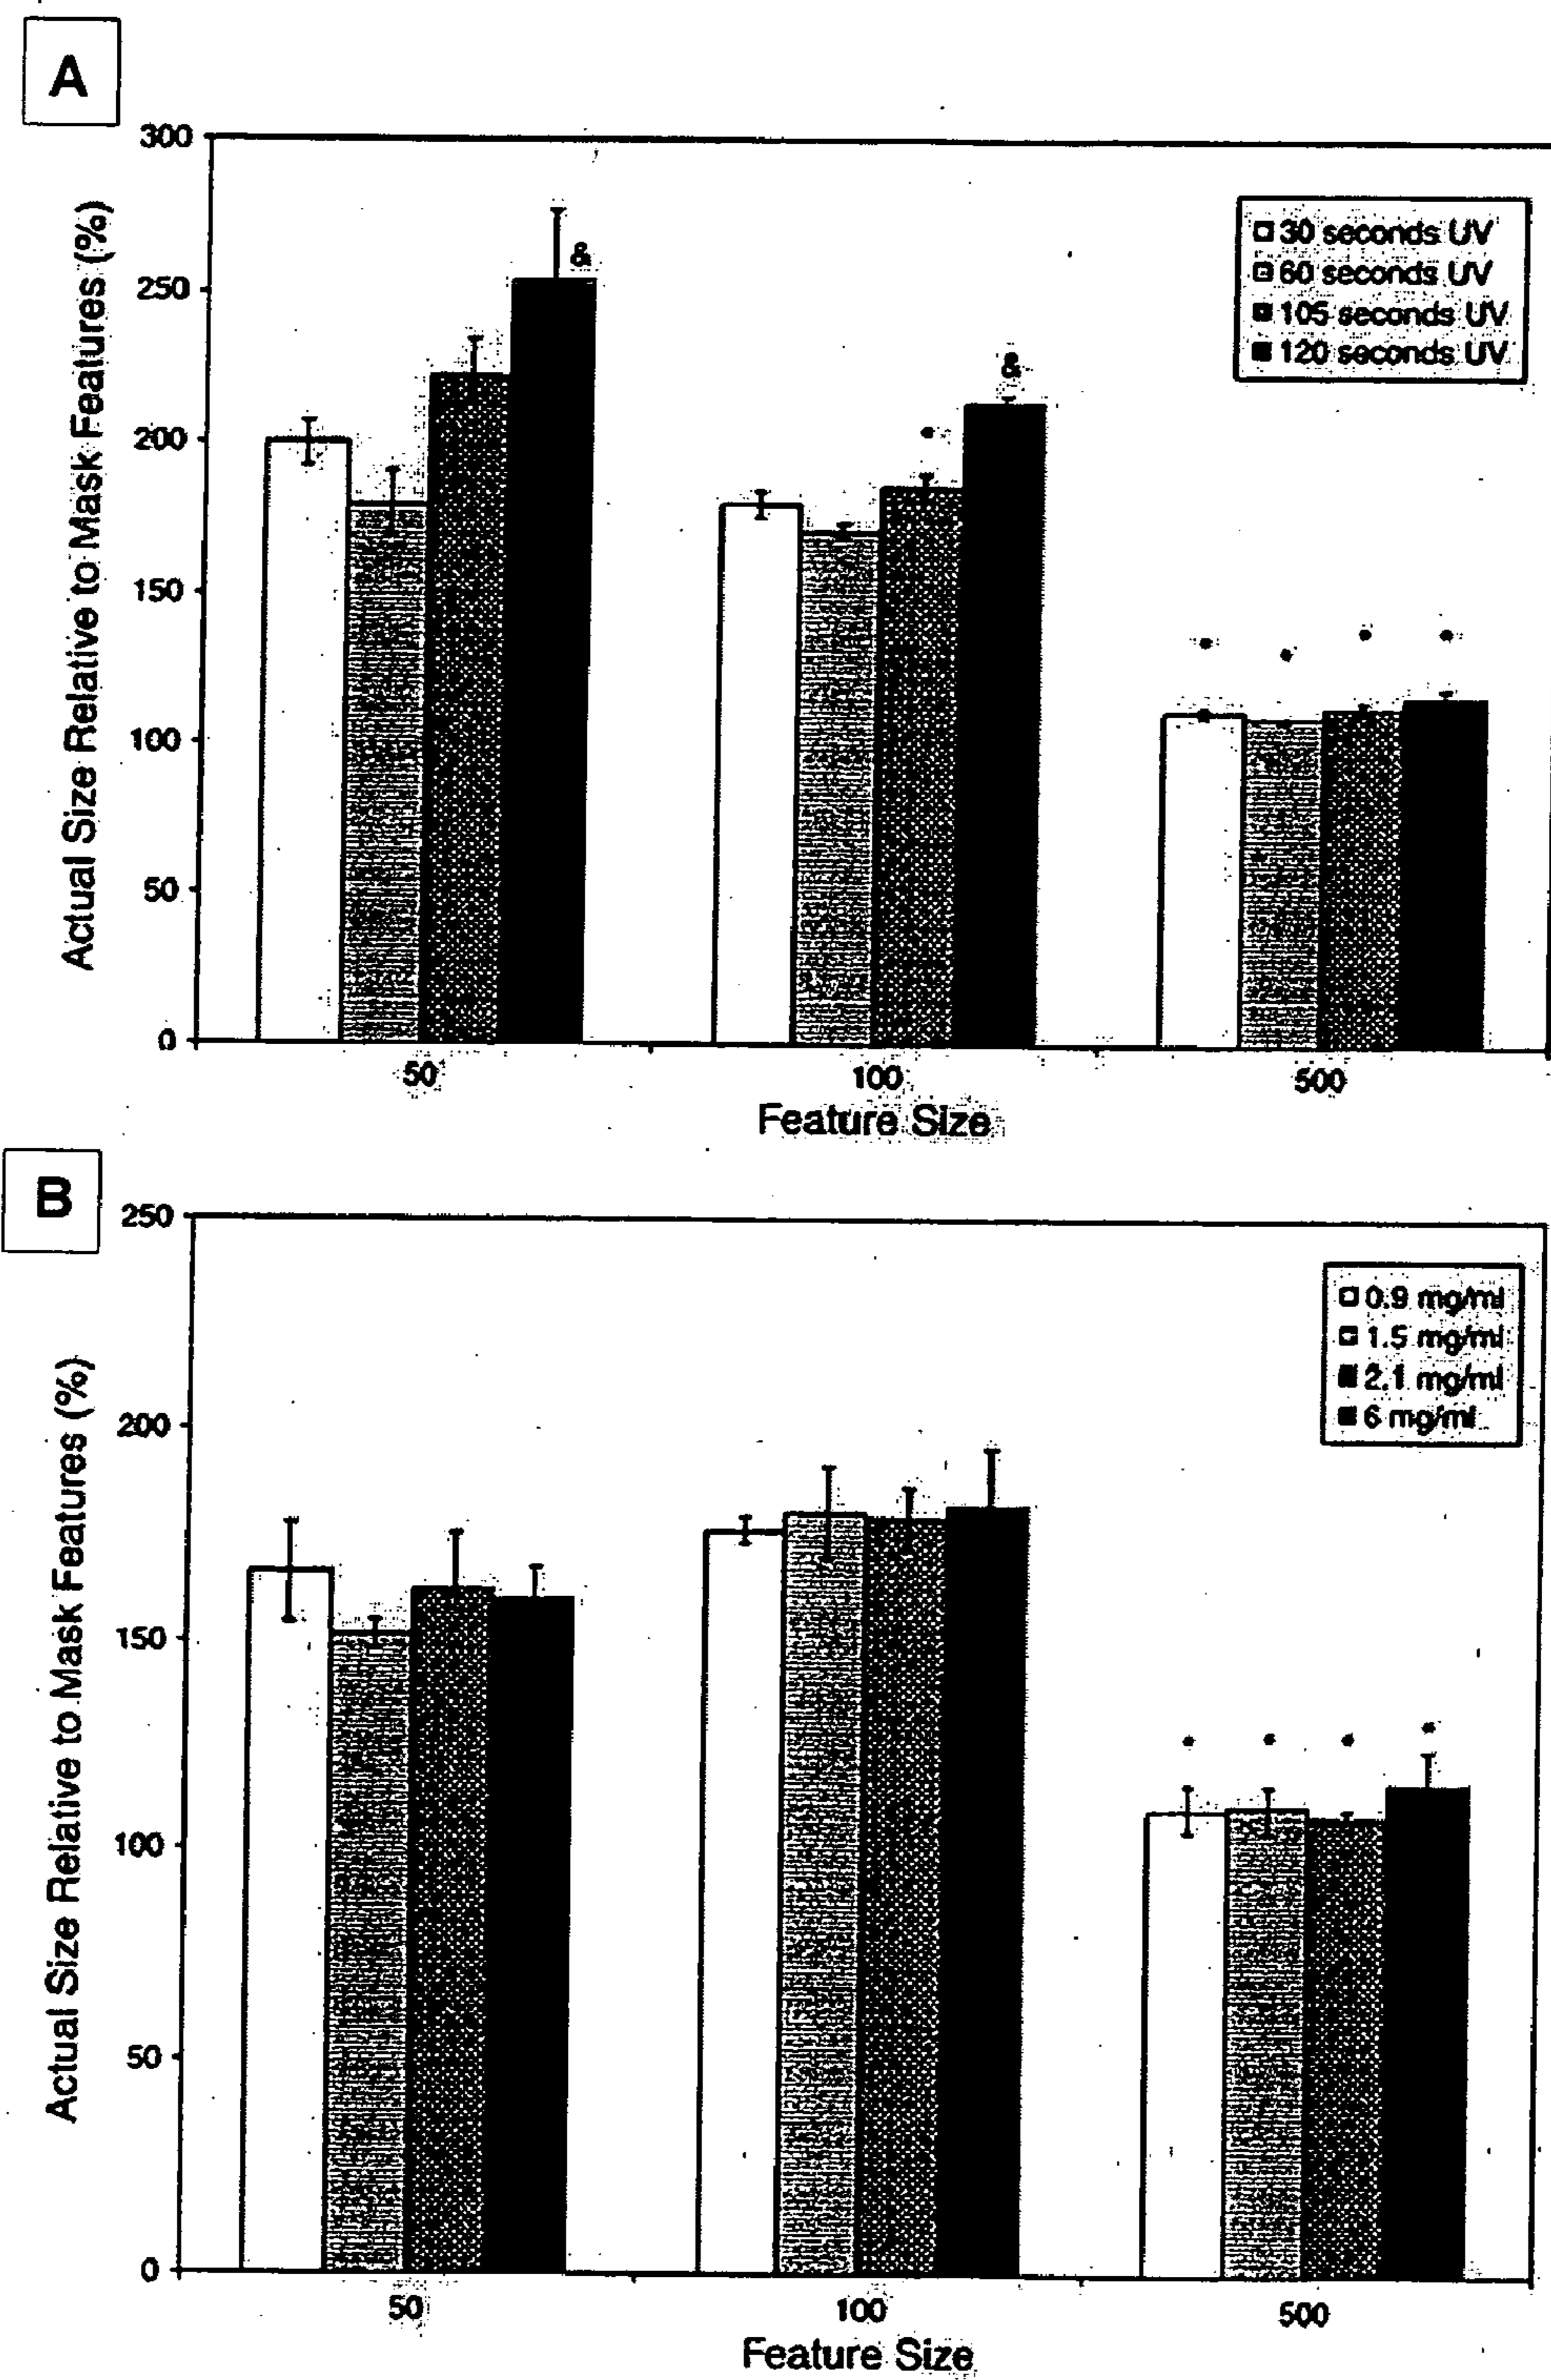 A
300
250
200
150
100
50
0
Actual Size Relative to Mask Features (%)
&
&
30 seconds UV
60 seconds UV
105 seconds UV
120 seconds UV
50
100
500
Feature Size
B
250
200
150
100
50
0
Actual Size Relative to Mask Features (%)
0.9 mg/ml
1.5 mg/ml
2.1 mg/ml
6 mg/ml
50
100
500
Feature Size